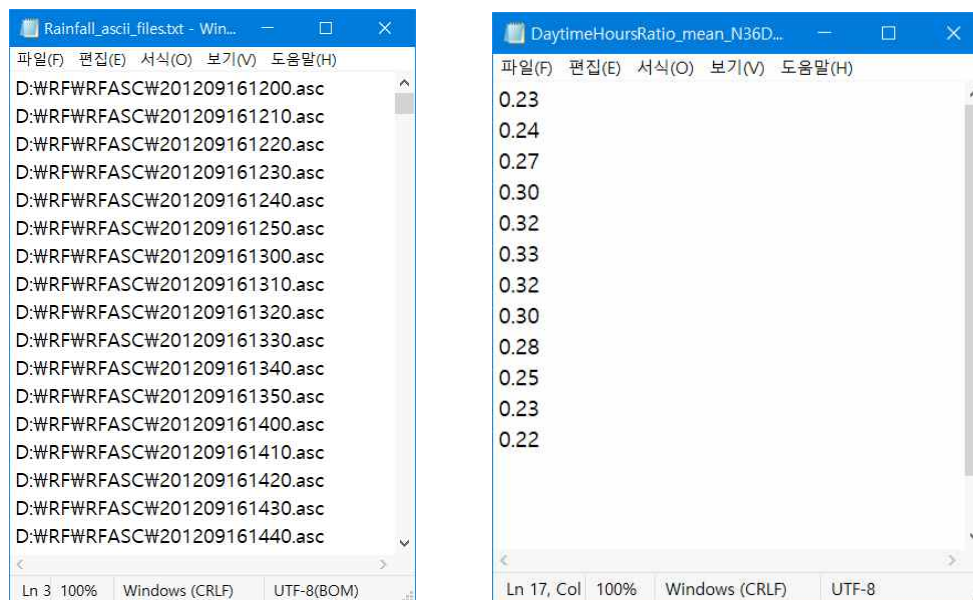 Rainfall_ascii_files.txt - Win...
파일(F) 편집(E) 서식(O) 보기(V) 도움말(H)
D:₩RF₩RFASC₩201209161200.asc
D:₩RF₩RFASC₩201209161210.asc
D:₩RF₩RFASC₩201209161220.asc
D:₩RF₩RFASC₩201209161230.asc
D:₩RF₩RFASC₩201209161240.asc
D:₩RF₩RFASC₩201209161250.asc
D:₩RF₩RFASC₩201209161300.asc
D:₩RF₩RFASC₩201209161310.asc
D:₩RF₩RFASC₩201209161320.asc
D:₩RF₩RFASC₩201209161330.asc
D:₩RF₩RFASC₩201209161340.asc
D:₩RF₩RFASC₩201209161350.asc
D:₩RF₩RFASC₩201209161400.asc
D:₩RF₩RFASC₩201209161410.asc
D:₩RF₩RFASC₩201209161420.asc
D:₩RF₩RFASC₩201209161430.asc
D:₩RF₩RFASC₩201209161440.asc
Ln 3 100% Windows (CRLF) UTF-8(BOM)
DaytimeHoursRatio_mean_N36D...
파일(F) 편집(E) 서식(O) 보기(V) 도움말(H)
0.23
0.24
0.27
0.30
0.32
0.33
0.32
0.30
0.28
0.25
0.23
0.22
Ln 17, Col 100% Windows (CRLF) UTF-8